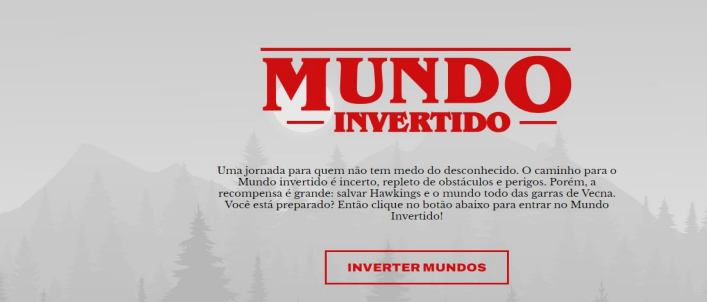 MUNDO
INVERTIDO
Uma jornada para quem não tem medo do desconhecido. O caminho para o
Mundo invertido é incerto, repleto de obstáculos e perigos. Porém, a
recompensa é grande: salvar Hawkings e o mundo todo das garras de Vecna.
Você está preparado? Então clique no botão abaixo para entrar no Mundo
Invertido!
INVERTER MUNDOS